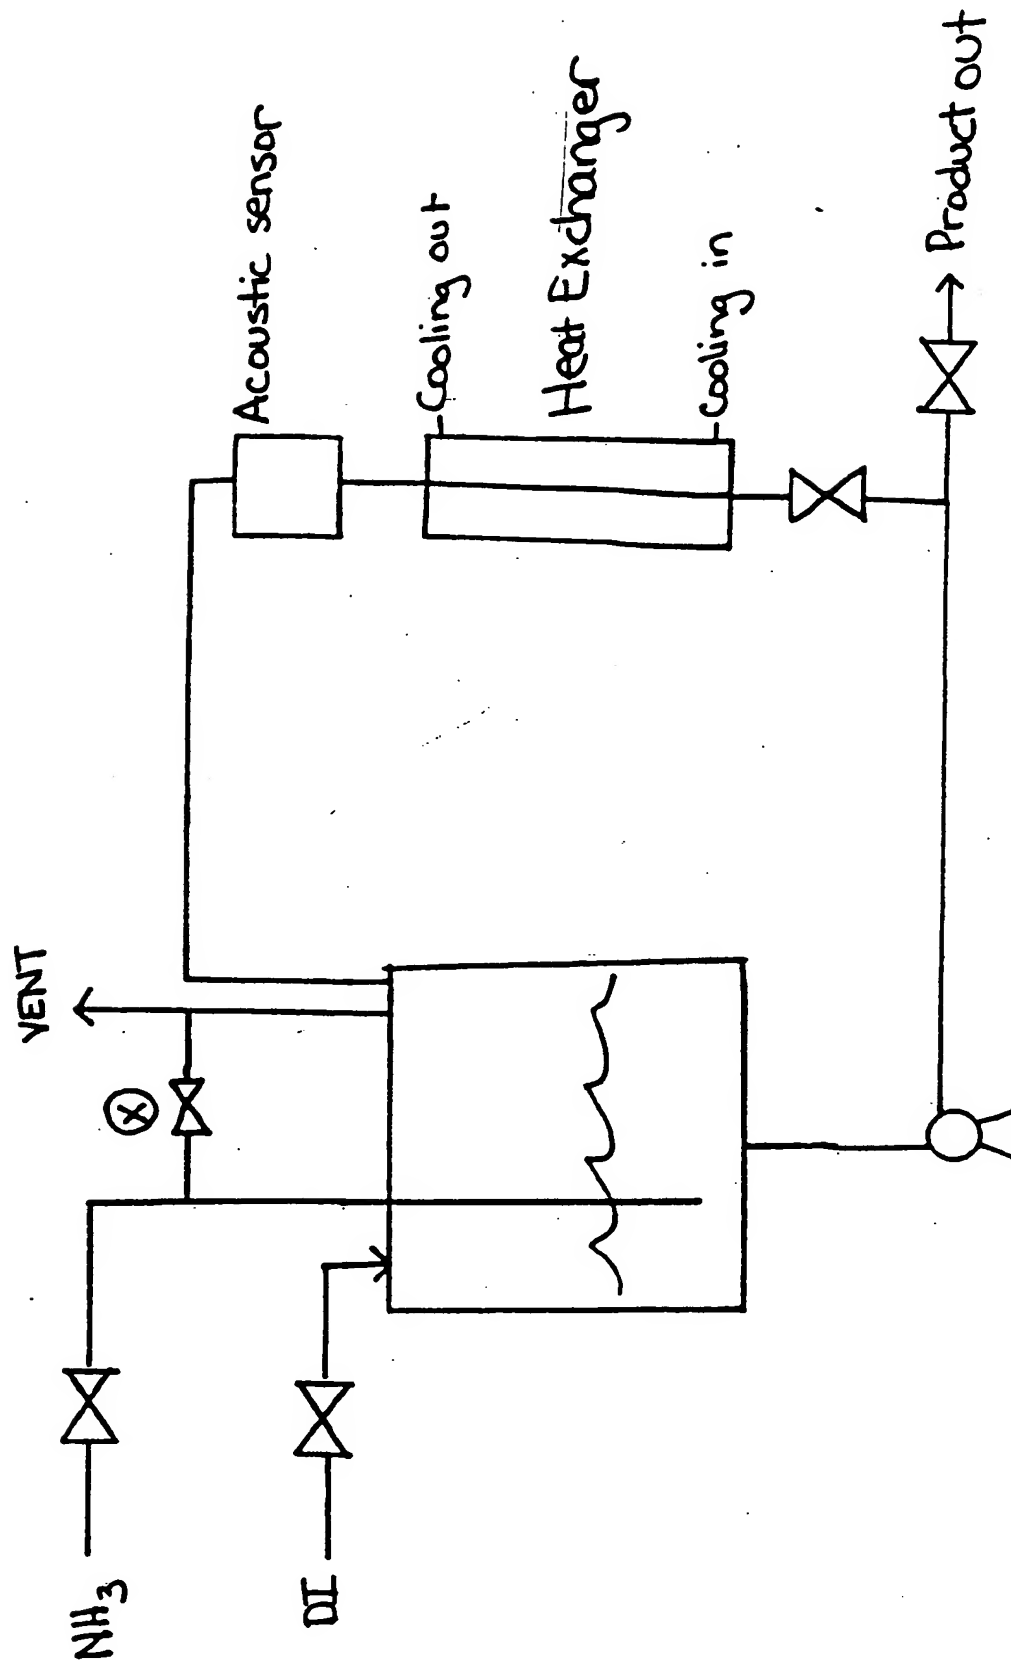 NH3
DI
VENT
X
Acoustic sensor
Cooling out
Heat Exchanger
Cooling in
Product out